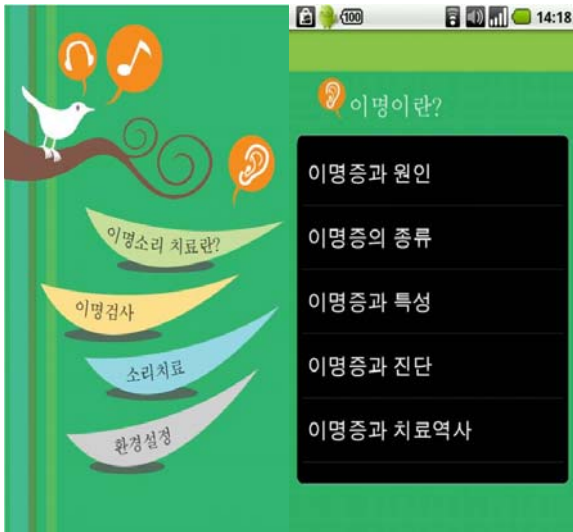 이명소리 치료란?
이명검사
소리치료
환경설정
100
14:18
이명이란?
이명증과 원인
이명증의 종류
이명증과 특성
이명증과 진단
이명증과 치료역사